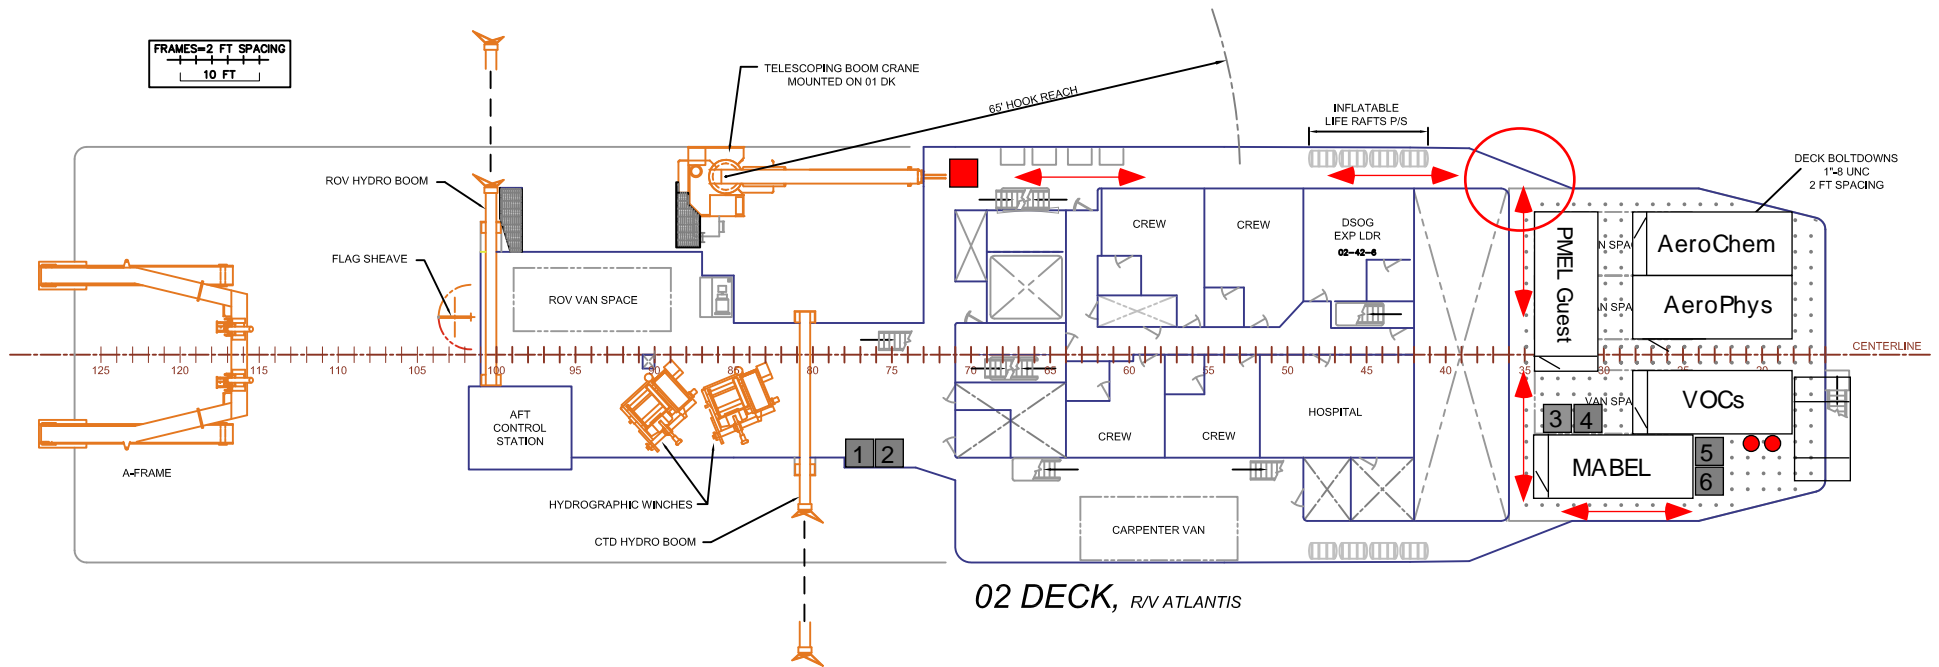 FRAMES=2 FT SPACING
10 FT
TELESCOPING BOOM CRANE
MOUNTED ON 01 DK
65' HOOK REACH
INFLATABLE
LIFE RAFTS P/S
DECK BOLTDOWNS
1"-8 UNC
2 FT SPACING
ROV HYDRO BOOM
FLAG SHEAVE
ROV VAN SPACE
CREW
CREW
DSOG
EXP LDR
02-42-6
PMEL Guest
AeroChem
AeroPhys
CENTERLINE
125 120 115 110 105 100 95 90 85 80 75 70 65 60 55 50 45 40 35 30 25 20
AFT
CONTROL
STATION
A-FRAME
HYDROGRAPHIC WINCHES
CTD HYDRO BOOM
1 2
CREW
CREW
HOSPITAL
CARPENTER VAN
VAN SPA
VOCs
3 4
MABEL
5
6
02 DECK, R/V ATLANTIS